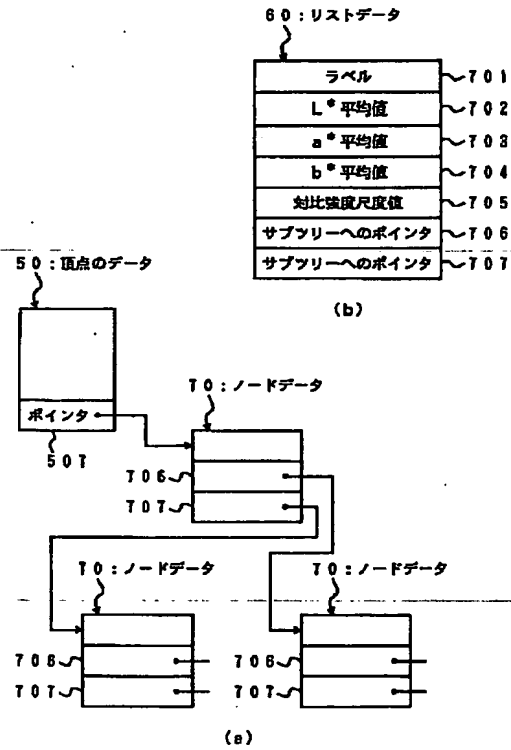 60:リストデータ
ラベル 701
L*平均値 702
a*平均値 703
b*平均値 704
対比強度尺度値 705
サブツリーへのポインタ 706
サブツリーへのポインタ 707
(b)
50:頂点のデータ
ポインタ
507
70:ノードデータ
706
707
70:ノードデータ
706
707
70:ノードデータ
706
707
(a)